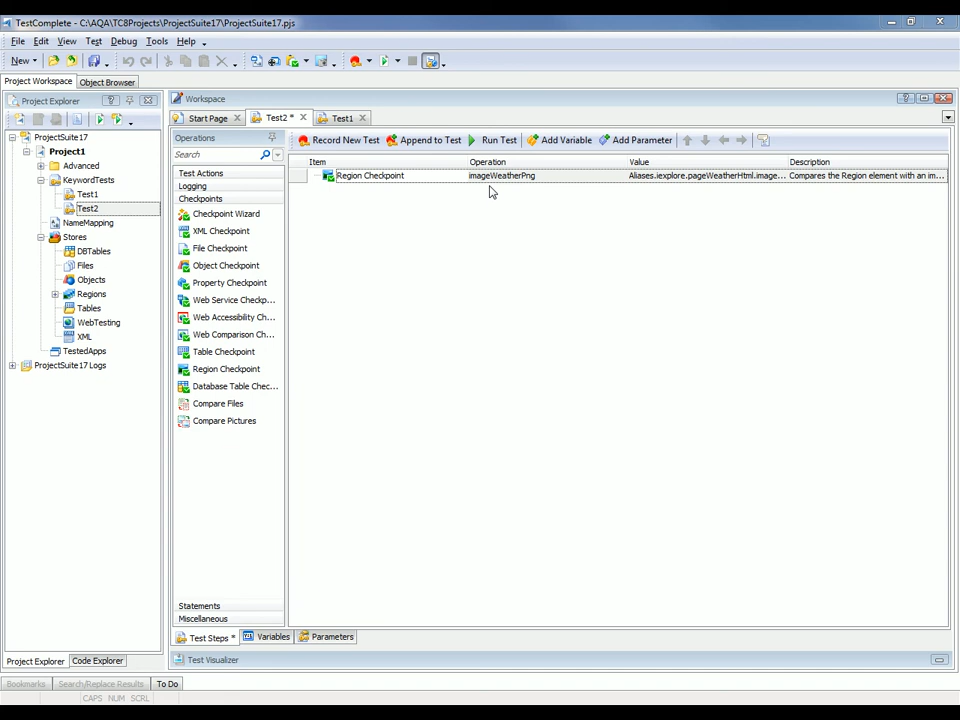 TestComplete - C:\AQA\TC8Projects\ProjectSuite17\ProjectSuite17.pjs
File Edit View Test Debug Tools Help
New
Project Workspace Object Browser
Project Explorer
ProjectSuite17
Project1
Advanced
KeywordTests
Test1
Test2
NameMapping
Stores
DBTables
Files
Objects
Regions
Tables
WebTesting
XML
TestedApps
ProjectSuite17 Logs
Project Explorer Code Explorer
Workspace
Start Page Test2 * Test1
Operations
Search
Test Actions
Logging
Checkpoints
Checkpoint Wizard
XML Checkpoint
File Checkpoint
Object Checkpoint
Property Checkpoint
Web Service Checkp...
Web Accessibility Ch...
Web Comparison Ch...
Table Checkpoint
Region Checkpoint
Database Table Chec...
Compare Files
Compare Pictures
Statements
Miscellaneous
Record New Test Append to Test Run Test Add Variable Add Parameter
Item Operation Value Description
Region Checkpoint imageWeatherPng Aliases.iexplore.pageWeatherHtml.image... Compares the Region element with an im...
Test Steps * Variables Parameters
Test Visualizer
Bookmarks Search/Replace Results To Do
CAPS NUM SCRL